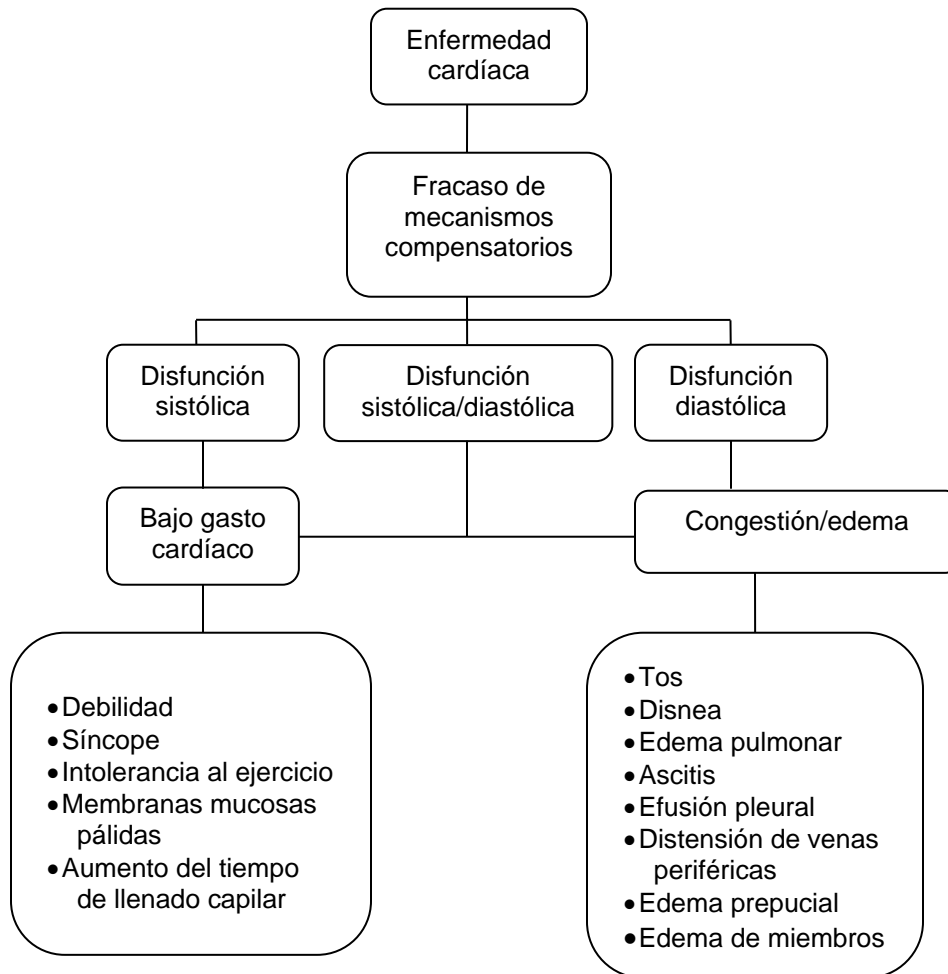 Enfermedad
cardíaca
Fracaso de
mecanismos
compensatorios
Disfunción
sistólica
Disfunción
sistólica/diastólica
Disfunción
diastólica
Bajo gasto
cardíaco
Congestión/edema
•Debilidad
•Síncope
•Intolerancia al ejercicio
•Membranas mucosas
pálidas
•Aumento del tiempo
de llenado capilar
•Tos
•Disnea
•Edema pulmonar
•Ascitis
•Efusión pleural
•Distensión de venas
periféricas
•Edema prepucial
•Edema de miembros